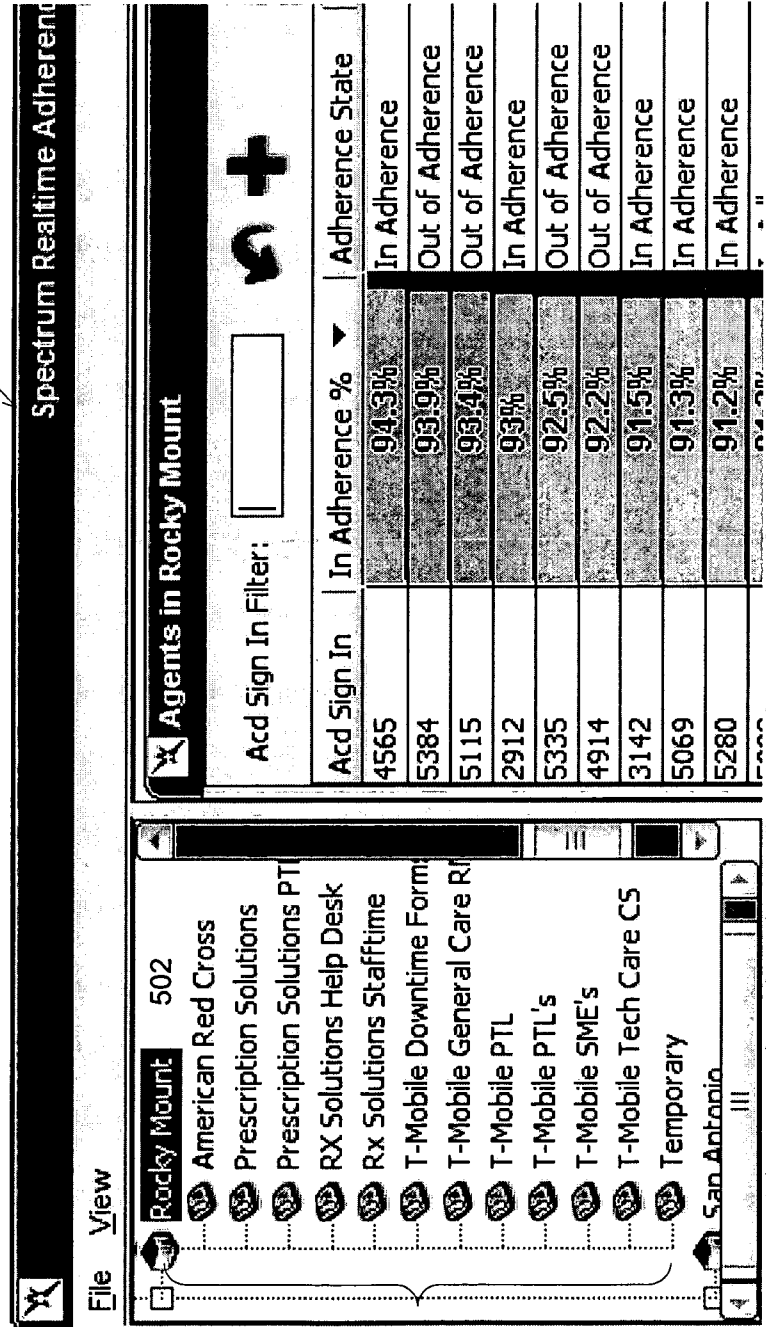 Spectrum Realtime Adherenc
File View
Rocky Mount 502
American Red Cross
Prescription Solutions
Prescription Solutions PTL
RX Solutions Help Desk
Rx Solutions Stafftime
T-Mobile Downtime Forms
T-Mobile General Care RM
T-Mobile PTL
T-Mobile PTL's
T-Mobile SME's
T-Mobile Tech Care CS
Temporary
San Antonio
Agents in Rocky Mount
Acd Sign In Filter:
Acd Sign In In Adherence % Adherence State
4565 94.3% In Adherence
5384 93.9% Out of Adherence
5115 93.4% Out of Adherence
2912 93% In Adherence
5335 92.5% Out of Adherence
4914 92.2% Out of Adherence
3142 91.5% In Adherence
5069 91.3% In Adherence
5280 91.2% In Adherence